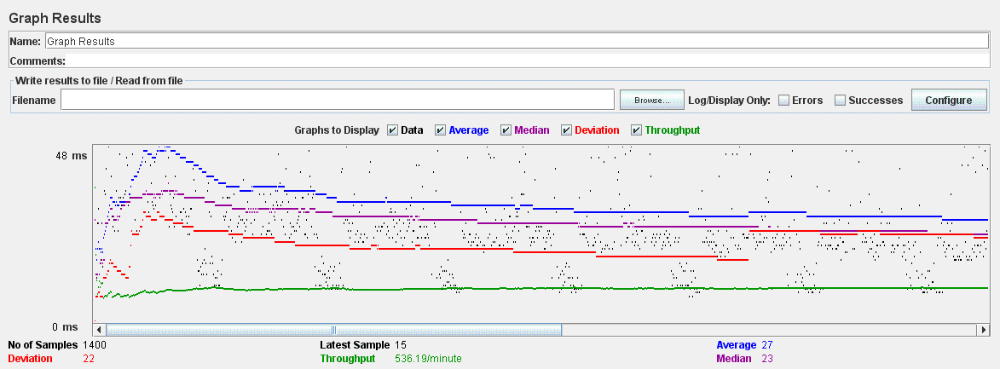 Graph Results
Name: Graph Results
Comments:
Write results to file / Read from file
Filename Browse... Log/Display Only: Errors Successes Configure
Graphs to Display Data Average Median Deviation Throughput
48 ms
0 ms
No of Samples 1400 Latest Sample 15 Average 27
Deviation 22 Throughput 536.19/minute Median 23